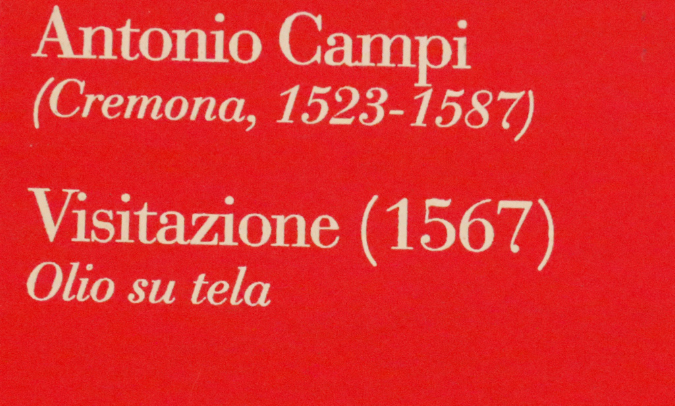 Antonio Campi
(Cremona, 1523-1587)
Visitazione (1567)
Olio su tela